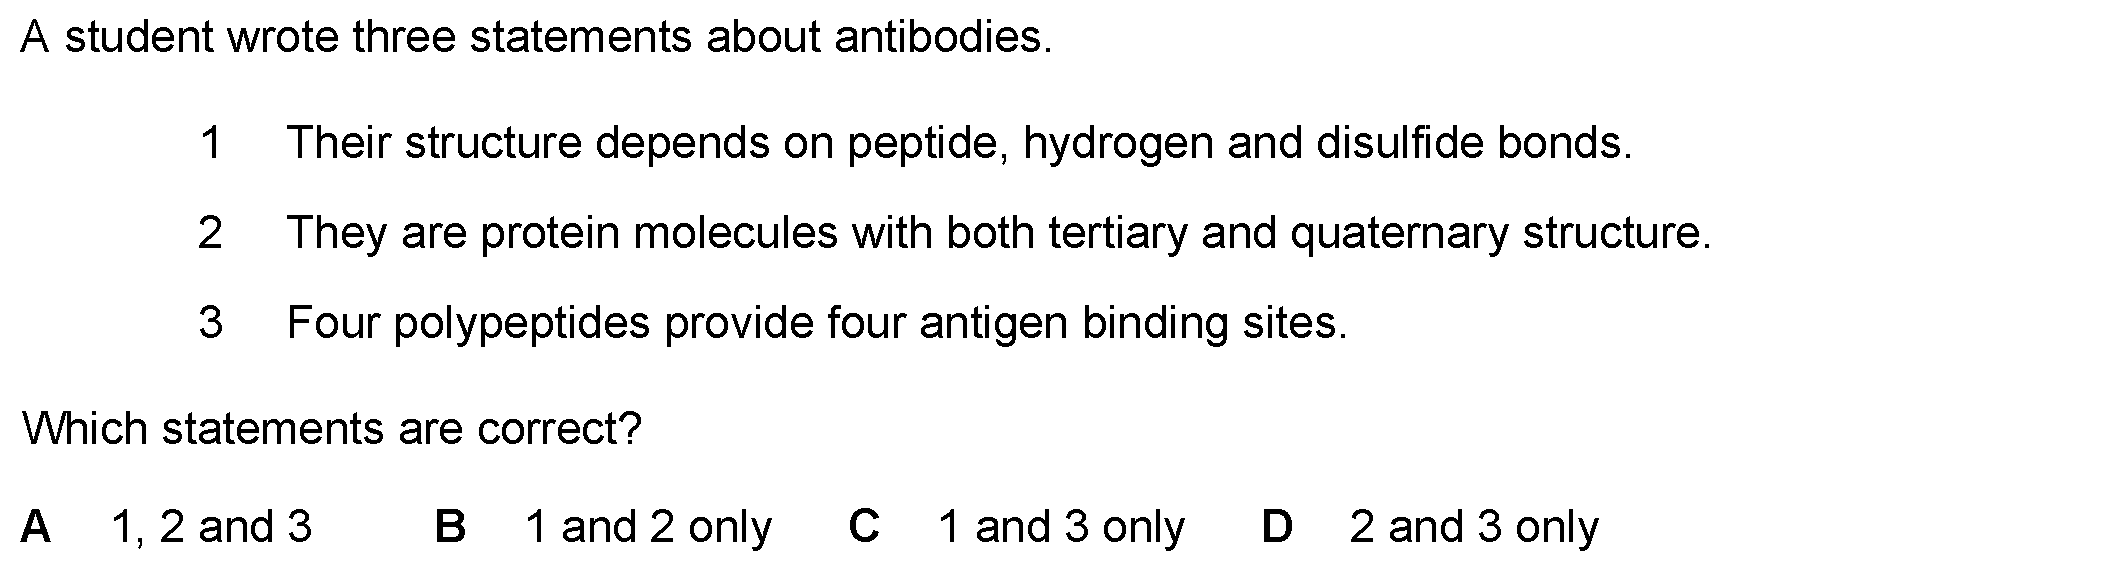 A student wrote three statements about antibodies.
1 Their structure depends on peptide, hydrogen and disulfide bonds.
2 They are protein molecules with both tertiary and quaternary structure.
3 Four polypeptides provide four antigen binding sites.
Which statements are correct?
A 1, 2 and 3 B 1 and 2 only C 1 and 3 only D 2 and 3 only